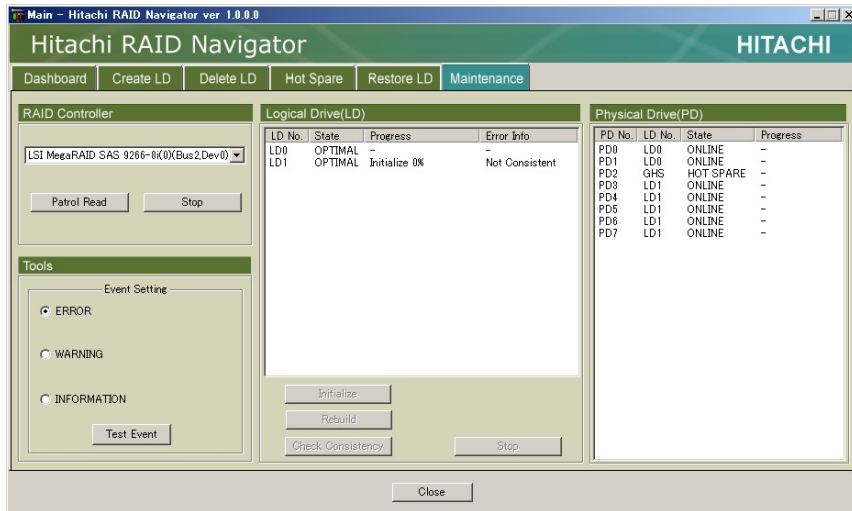 Main - Hitachi RAID Navigator ver 1.0.0.0
Hitachi RAID Navigator
HITACHI
Dashboard Create LD Delete LD Hot Spare Restore LD Maintenance
RAID Controller
LSI MegaRAID SAS 9266-8i(0)(Bus2,Dev0)
Patrol Read Stop
Tools
Event Setting
ERROR
WARNING
INFORMATION
Test Event
Logical Drive(LD)
LD No. State Progress Error Info
LD0 OPTIMAL - -
LD1 OPTIMAL Initialize 0% Not Consistent
Initialize
Rebuild
Check Consistency Stop
Physical Drive(PD)
PD No. LD No. State Progress
PD0 LD0 ONLINE -
PD1 LD0 ONLINE -
PD2 GHS HOT SPARE -
PD3 LD1 ONLINE -
PD4 LD1 ONLINE -
PD5 LD1 ONLINE -
PD6 LD1 ONLINE -
PD7 LD1 ONLINE -
Close